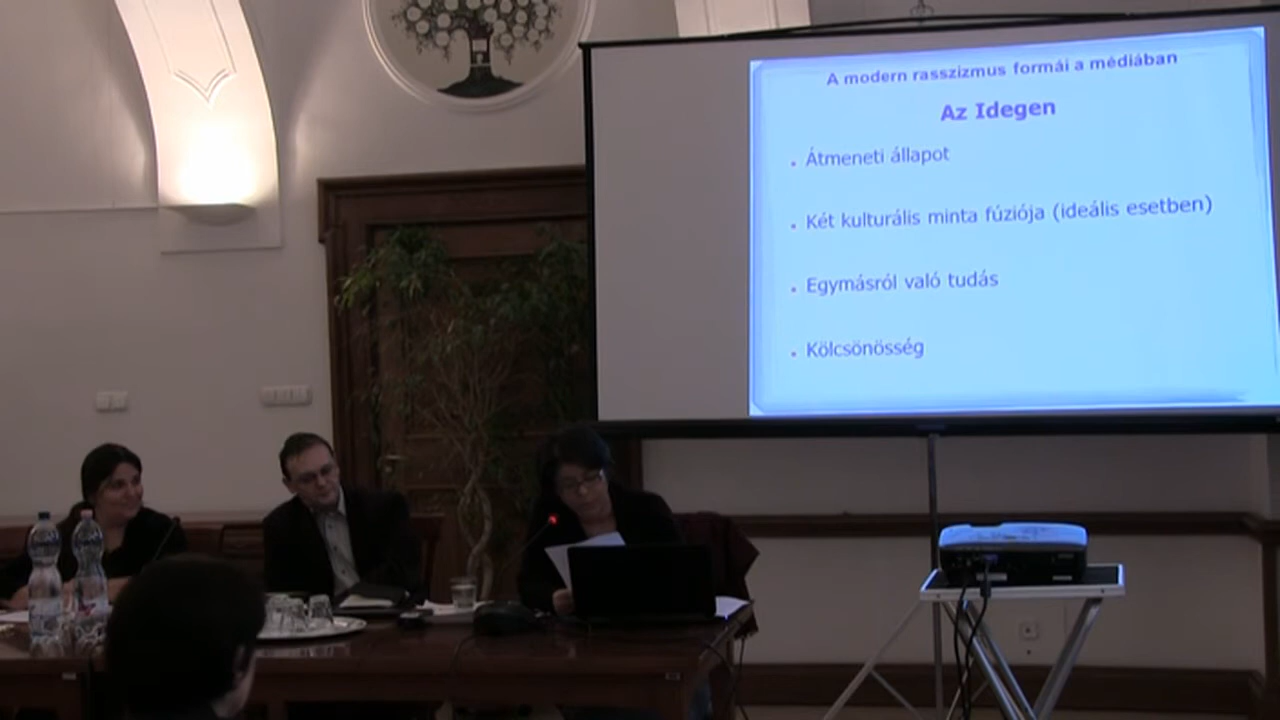 A modern rasszizmus formái a médiában
Az Idegen
. Átmeneti állapot
. Két kulturális minta fúziója (ideális esetben)
. Egymásról való tudás
. Kölcsönösség